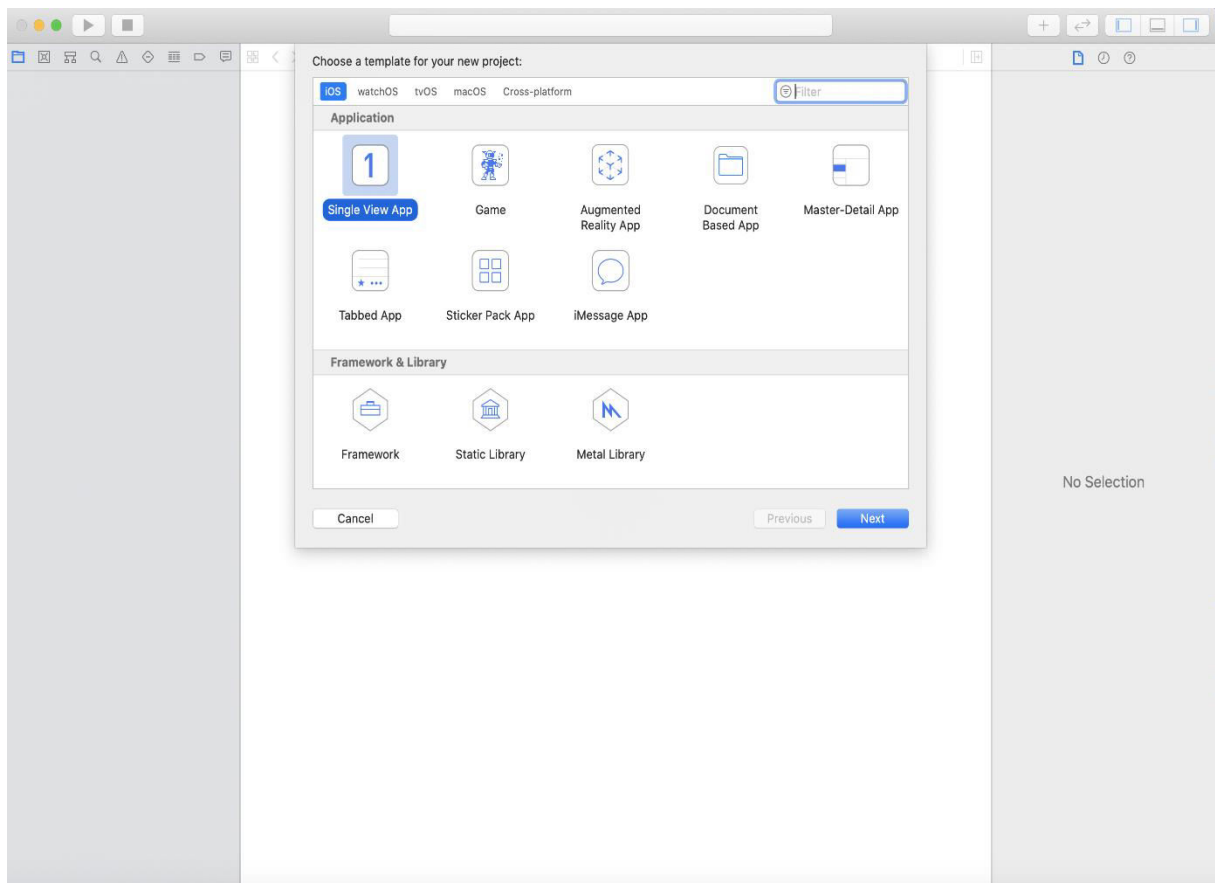 Choose a template for your new project:
iOS watchOS tvOS macOS Cross-platform Filter
Application
1
Single View App Game Augmented Document Master-Detail App
Reality App Based App
Tabbed App Sticker Pack App iMessage App
Framework & Library
Framework Static Library Metal Library
No Selection
Cancel Previous Next